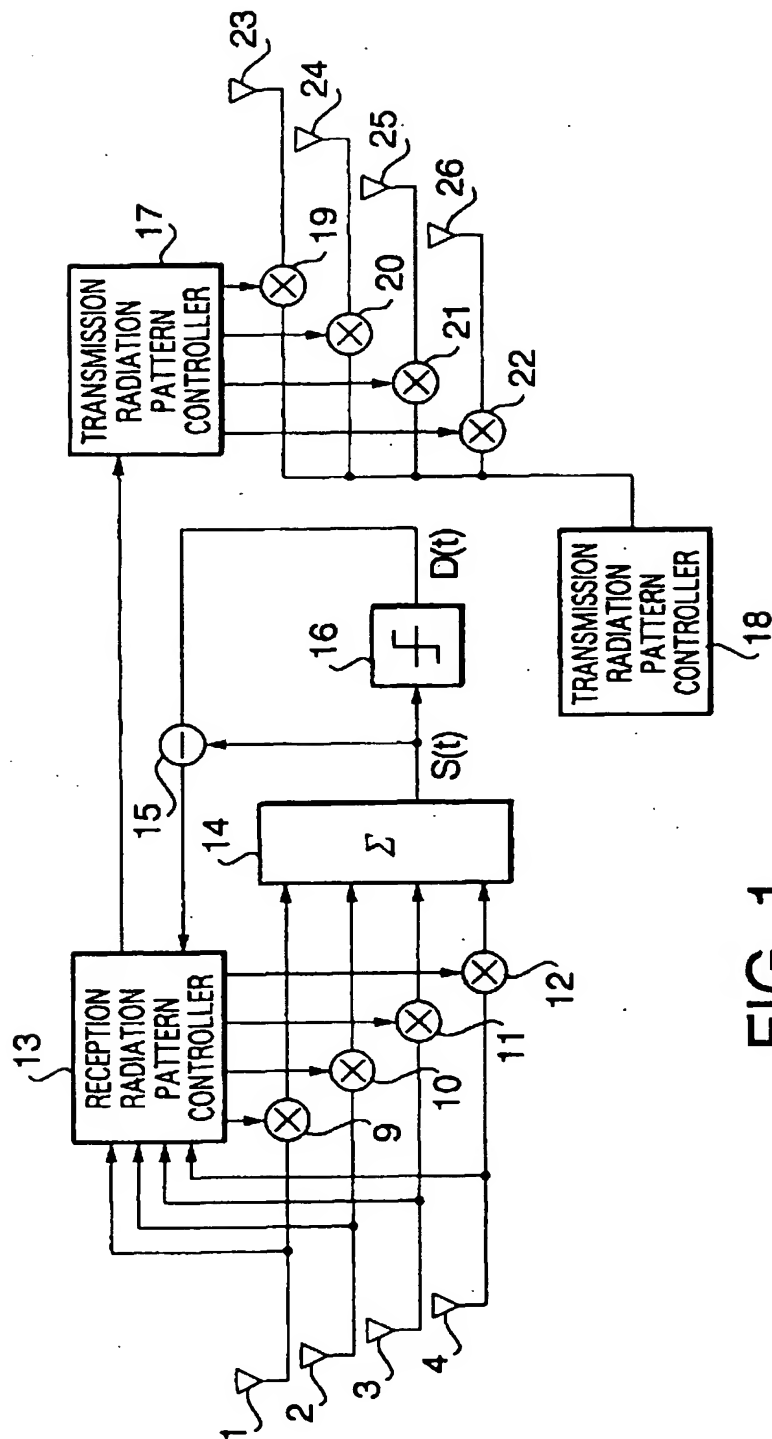 13
RECEPTION
RADIATION
PATTERN
CONTROLLER
17
TRANSMISSION
RADIATION
PATTERN
CONTROLLER
15
14
Σ
S(t)
16
D(t)
1
2
3
4
9
10
11
12
19
20
21
22
23
24
25
26
TRANSMISSION
RADIATION
PATTERN
CONTROLLER
18
FIG. 1